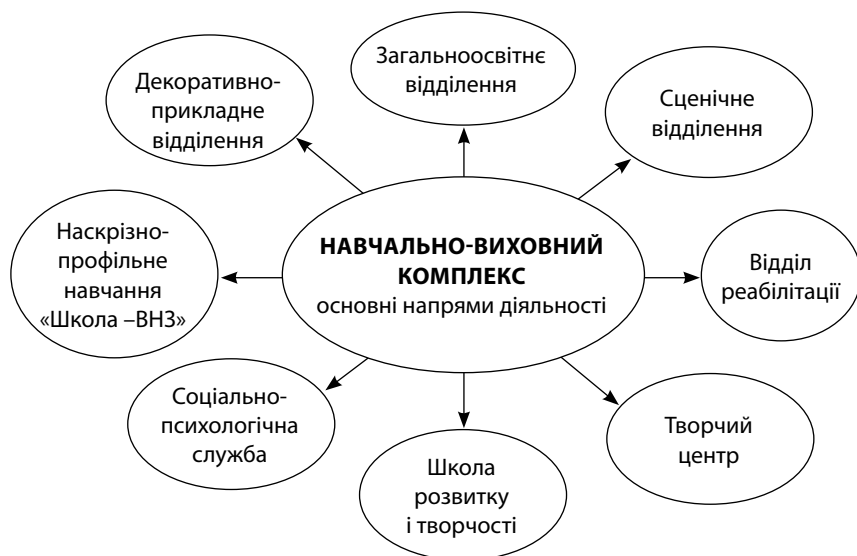 Загальноосвітнє
відділення
Декоративно-
прикладне
відділення
Сценічне
відділення
НАВЧАЛЬНО-ВИХОВНИЙ
КОМПЛЕКС
основні напрями діяльності
Наскрізно-
профільне
навчання
«Школа –ВНЗ»
Відділ
реабілітації
Соціально-
психологічна
служба
Творчий
центр
Школа
розвитку
і творчості